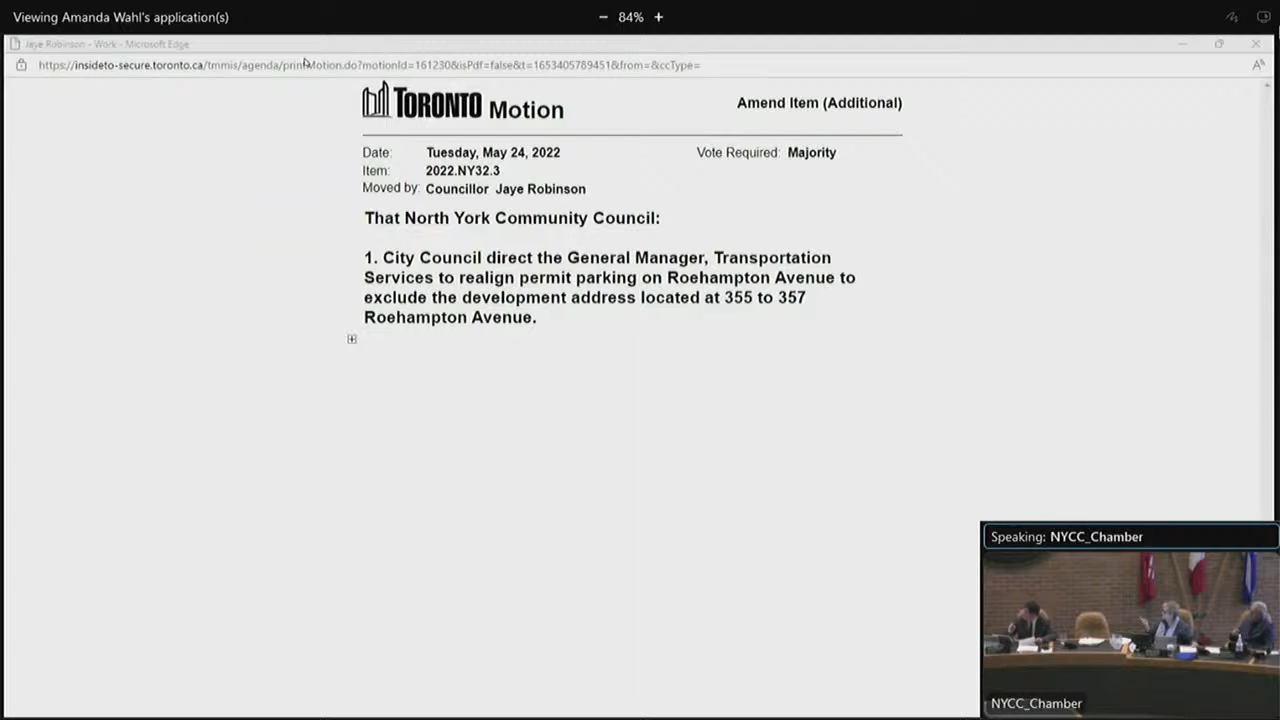 Viewing Amanda Wahl's application(s)
− 84% +
Jaye Robinson - Work - Microsoft Edge
https://insideto-secure.toronto.ca/tmmis/agenda/printMotion.do?motionId=161230&isPdf=false&t=1653405789451&from=&ccType=
TORONTO Motion
Amend Item (Additional)
Date: Tuesday, May 24, 2022
Vote Required: Majority
Item: 2022.NY32.3
Moved by: Councillor Jaye Robinson
That North York Community Council:
1. City Council direct the General Manager, Transportation
Services to realign permit parking on Roehampton Avenue to
exclude the development address located at 355 to 357
Roehampton Avenue.
Speaking: NYCC_Chamber
NYCC_Chamber